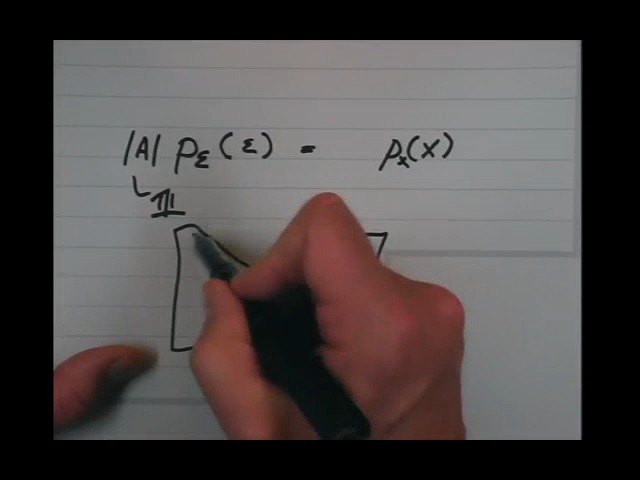 |A| p_ε(ε) = p_x(x)